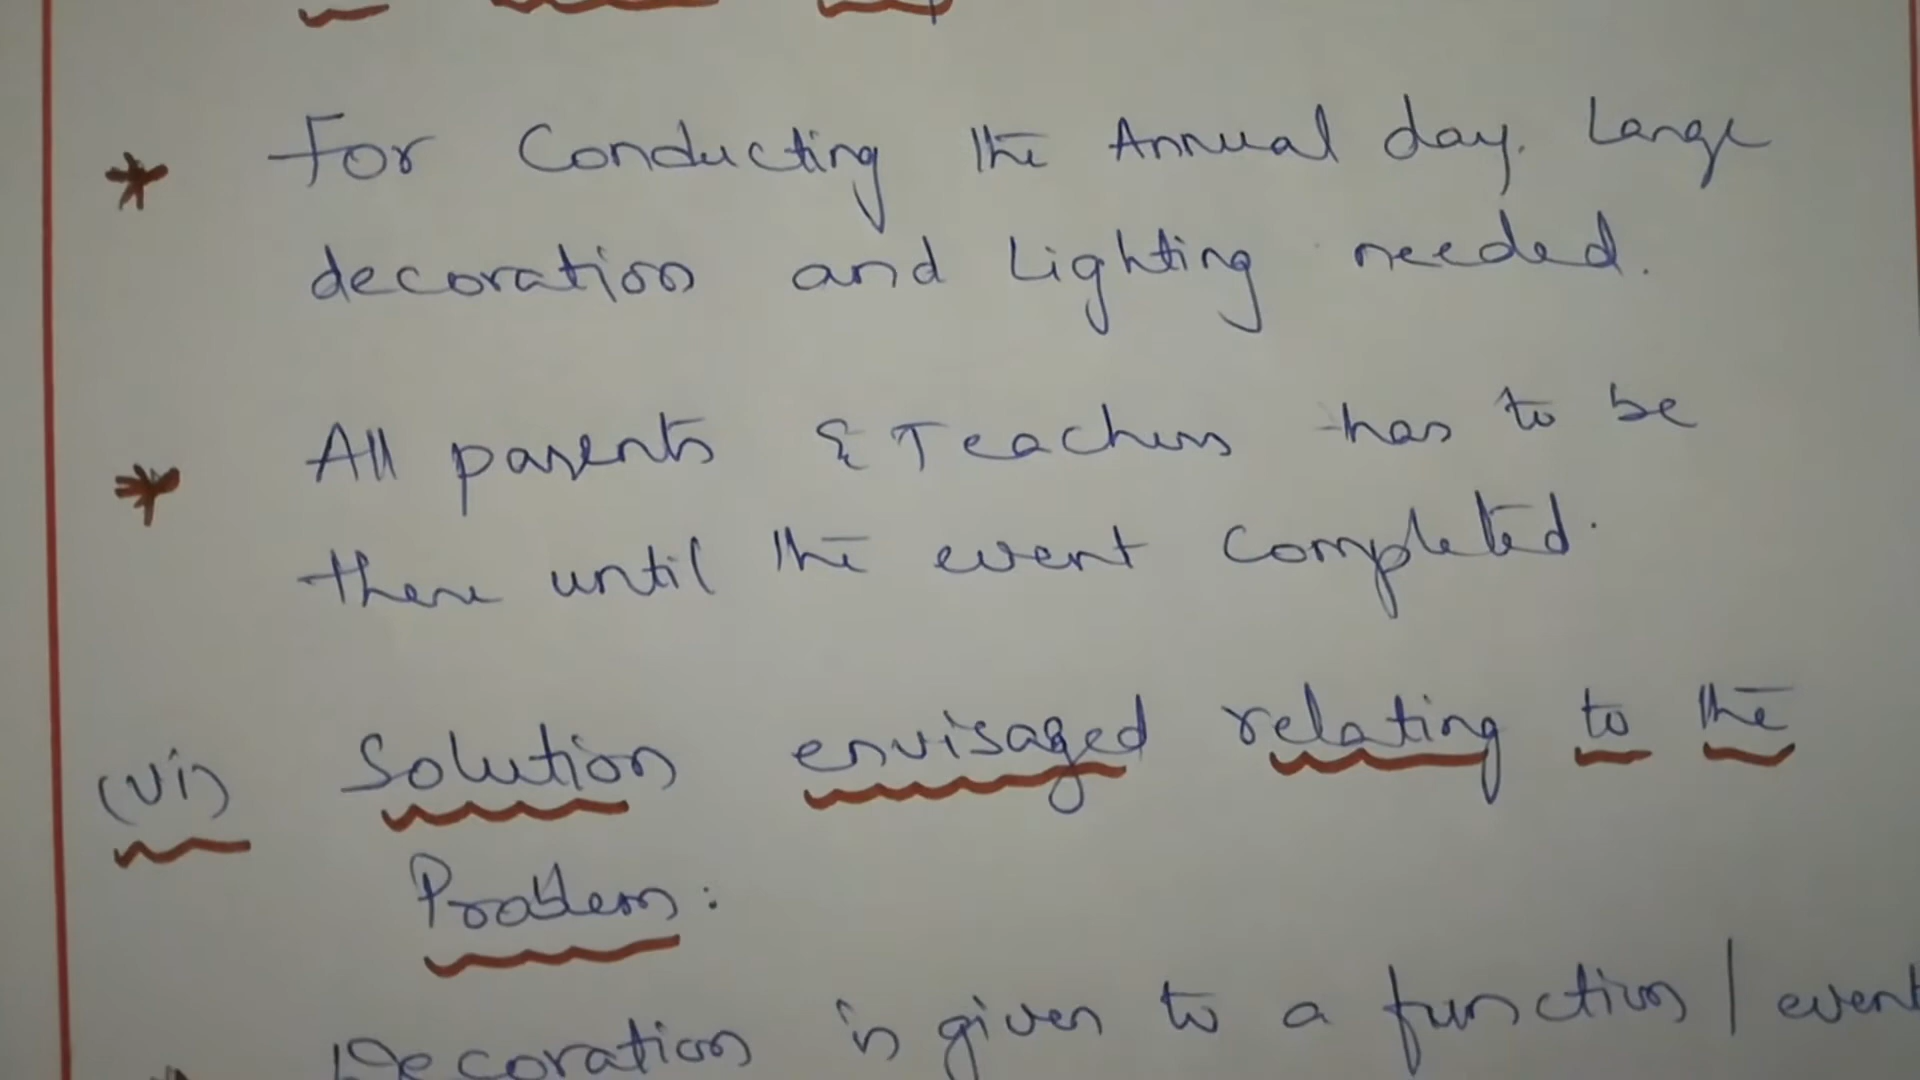 * For Conducting the Annual day. Large
decoration and Lighting needed.
* All parents & Teachers has to be
there until the event completed.
(vi) Solution envisaged relating to the
Problem:
Decoration is given to a function / event